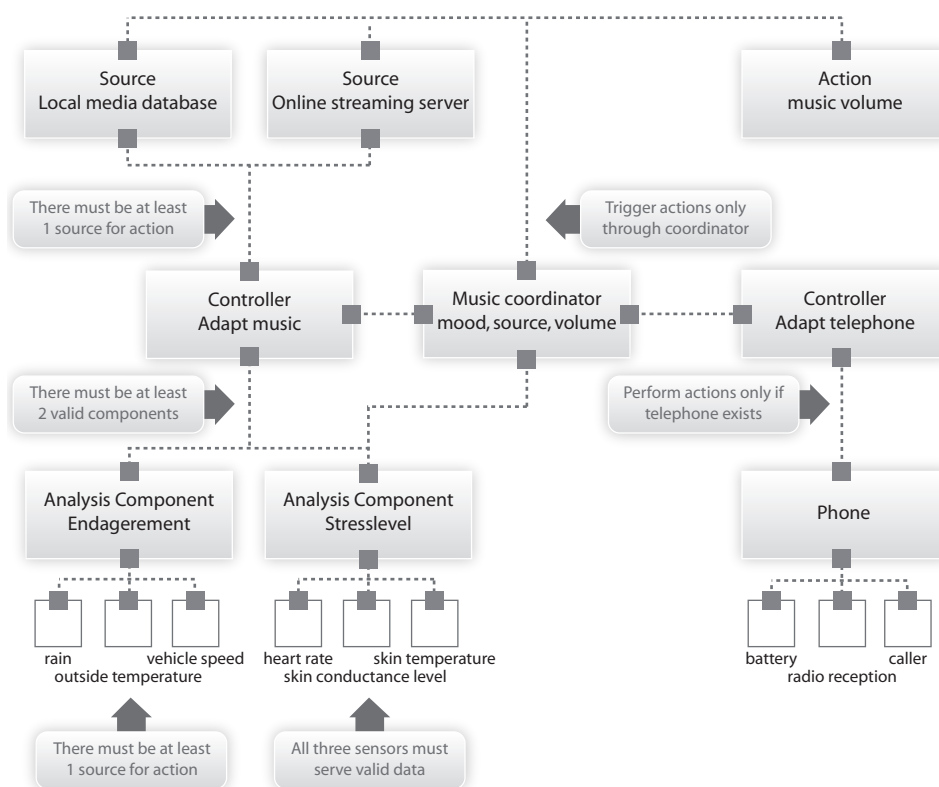 Source
Local media database
Source
Online streaming server
Action
music volume
There must be at least
1 source for action
Trigger actions only
through coordinator
Controller
Adapt music
Music coordinator
mood, source, volume
Controller
Adapt telephone
There must be at least
2 valid components
Perform actions only if
telephone exists
Analysis Component
Endagerement
Analysis Component
Stresslevel
Phone
rain
vehicle speed
outside temperature
heart rate
skin temperature
skin conductance level
battery
caller
radio reception
There must be at least
1 source for action
All three sensors must
serve valid data